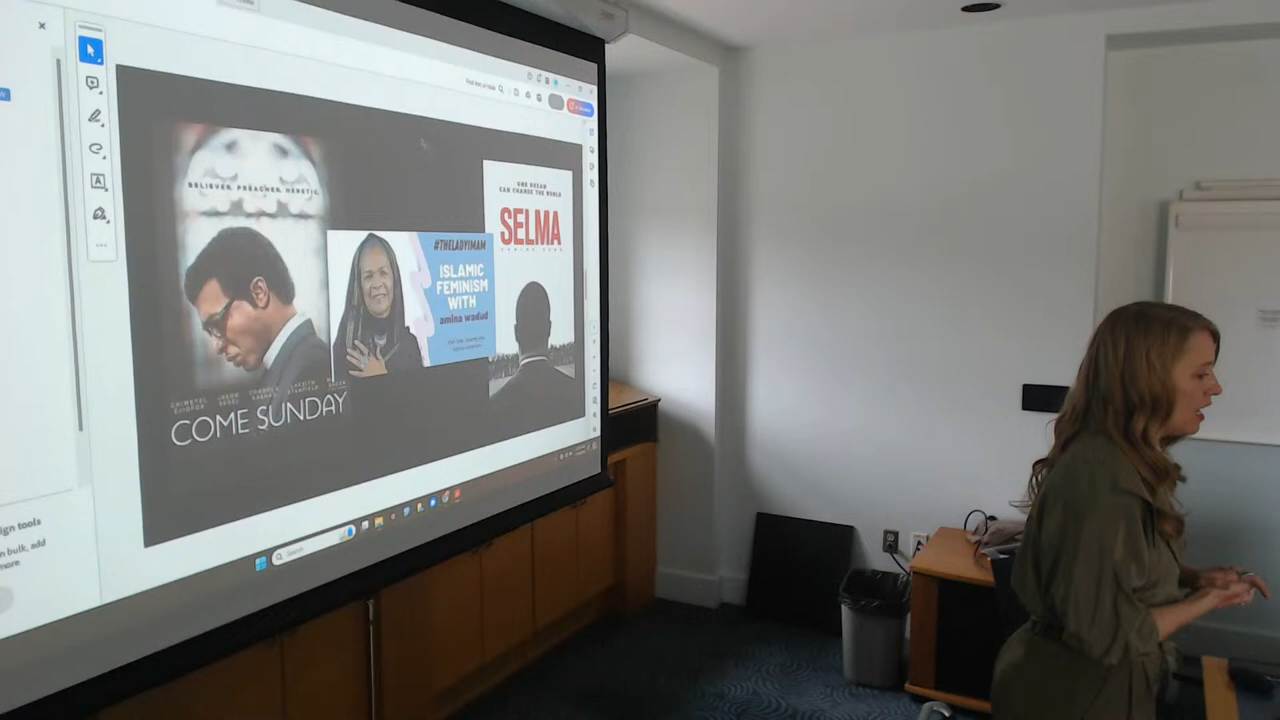 BELIEVER. PREACHER. HERETIC.
COME SUNDAY
#THELADYIMAM
ISLAMIC
FEMINISM
WITH
amina wadud
ONE DREAM
CAN CHANGE THE WORLD
SELMA
Search
ign tools
n bulk, add
more.